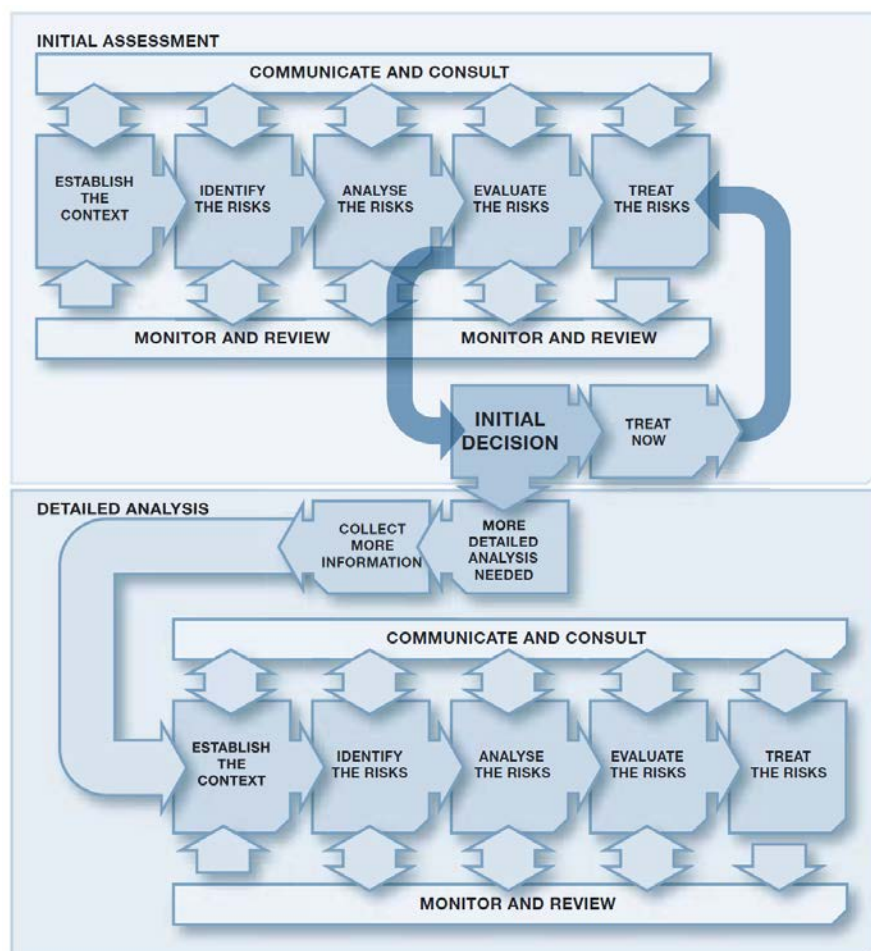 INITIAL ASSESSMENT
COMMUNICATE AND CONSULT
ESTABLISH
THE
CONTEXT
IDENTIFY
THE RISKS
ANALYSE
THE RISKS
EVALUATE
THE RISKS
TREAT
THE RISKS
MONITOR AND REVIEW
MONITOR AND REVIEW
INITIAL
DECISION
TREAT
NOW
DETAILED ANALYSIS
COLLECT
MORE
INFORMATION
MORE
DETAILED
ANALYSIS
NEEDED
COMMUNICATE AND CONSULT
ESTABLISH
THE
CONTEXT
IDENTIFY
THE RISKS
ANALYSE
THE RISKS
EVALUATE
THE RISKS
TREAT
THE RISKS
MONITOR AND REVIEW